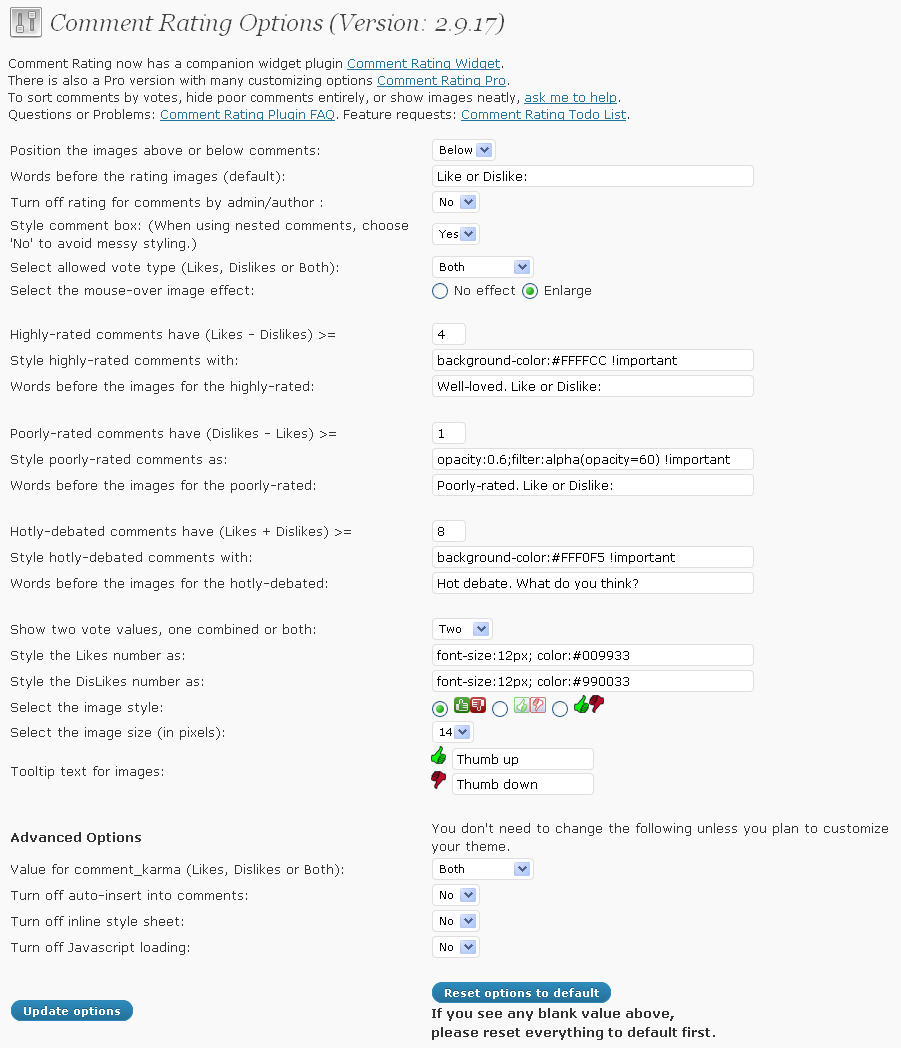 Comment Rating Options (Version: 2.9.17)
Comment Rating now has a companion widget plugin Comment Rating Widget.
There is also a Pro version with many customizing options Comment Rating Pro.
To sort comments by votes, hide poor comments entirely, or show images neatly, ask me to help.
Questions or Problems: Comment Rating Plugin FAQ. Feature requests: Comment Rating Todo List.
Position the images above or below comments: Below
Words before the rating images (default): Like or Dislike:
Turn off rating for comments by admin/author : No
Style comment box: (When using nested comments, choose
'No' to avoid messy styling.) Yes
Select allowed vote type (Likes, Dislikes or Both): Both
Select the mouse-over image effect: No effect Enlarge
Highly-rated comments have (Likes - Dislikes) >= 4
Style highly-rated comments with: background-color:#FFFFCC !important
Words before the images for the highly-rated: Well-loved. Like or Dislike:
Poorly-rated comments have (Dislikes - Likes) >= 1
Style poorly-rated comments as: opacity:0.6;filter:alpha(opacity=60) !important
Words before the images for the poorly-rated: Poorly-rated. Like or Dislike:
Hotly-debated comments have (Likes + Dislikes) >= 8
Style hotly-debated comments with: background-color:#FFF0F5 !important
Words before the images for the hotly-debated: Hot debate. What do you think?
Show two vote values, one combined or both: Two
Style the Likes number as: font-size:12px; color:#009933
Style the DisLikes number as: font-size:12px; color:#990033
Select the image style:
Select the image size (in pixels): 14
Tooltip text for images: Thumb up
Thumb down
Advanced Options You don't need to change the following unless you plan to customize
your theme.
Value for comment_karma (Likes, Dislikes or Both): Both
Turn off auto-insert into comments: No
Turn off inline style sheet: No
Turn off Javascript loading: No
Reset options to default
Update options If you see any blank value above,
please reset everything to default first.